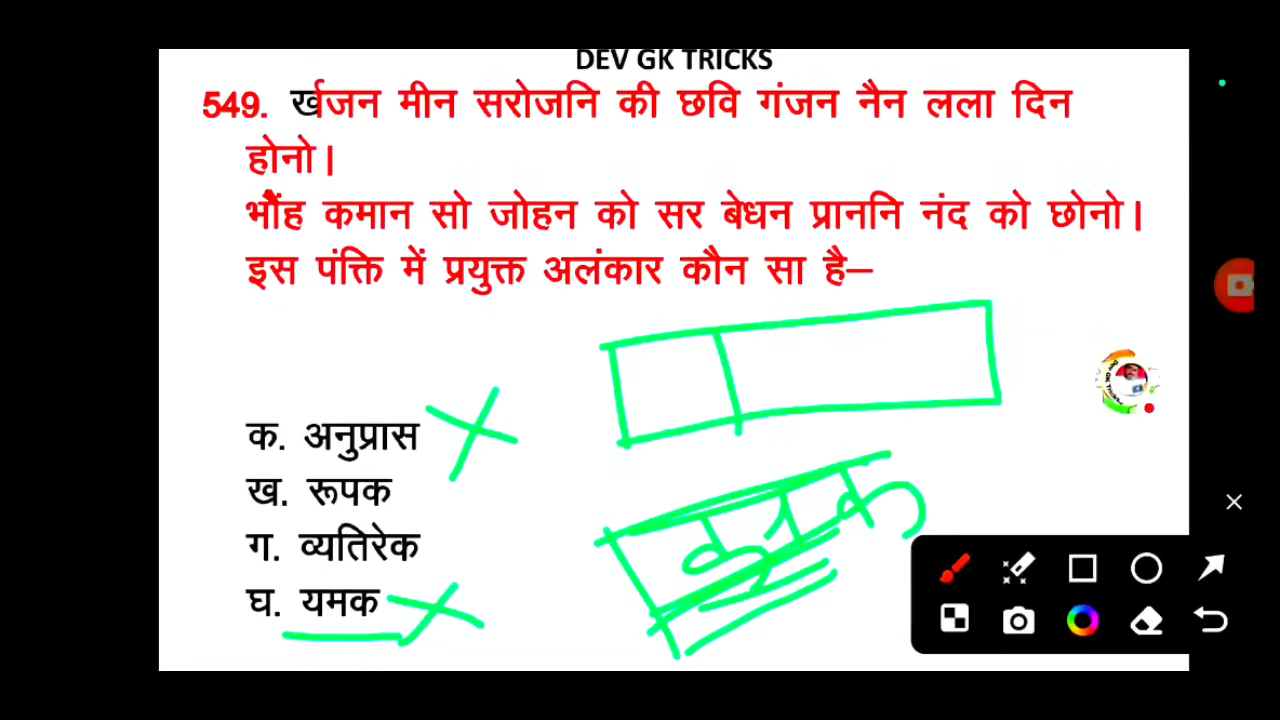 DEV GK TRICKS
549. र्खजन मीन सरोजनि की छवि गंजन नैन लला दिन
होनो।
भौंह कमान सो जोहन को सर बेधन प्राननि नंद को छोनो।
इस पंक्ति में प्रयुक्त अलंकार कौन सा है–
क. अनुप्रास
ख. रूपक
ग. व्यतिरेक
घ. यमक